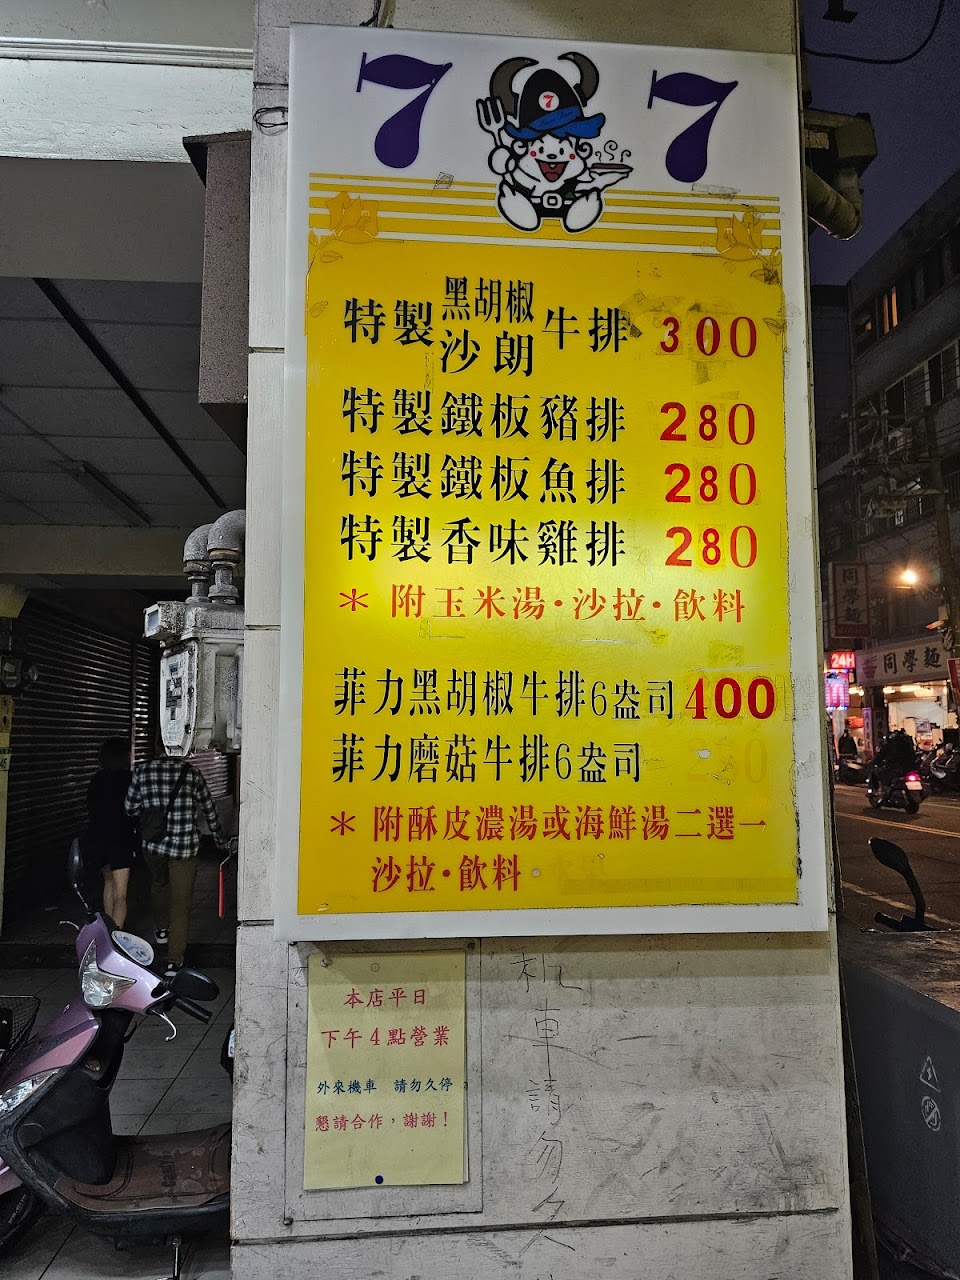 7 7
7
特製黑胡椒沙朗牛排 300
特製鐵板豬排 280
特製鐵板魚排 280
特製香味雞排 280
＊附玉米湯·沙拉·飲料
菲力黑胡椒牛排6盎司 400
菲力磨菇牛排6盎司
＊附酥皮濃湯或海鮮湯二選一
沙拉·飲料
本店平日
下午4點營業
外來機車 請勿久停
懇請合作，謝謝！
机車請勿久
24H
同學麵
同學麵